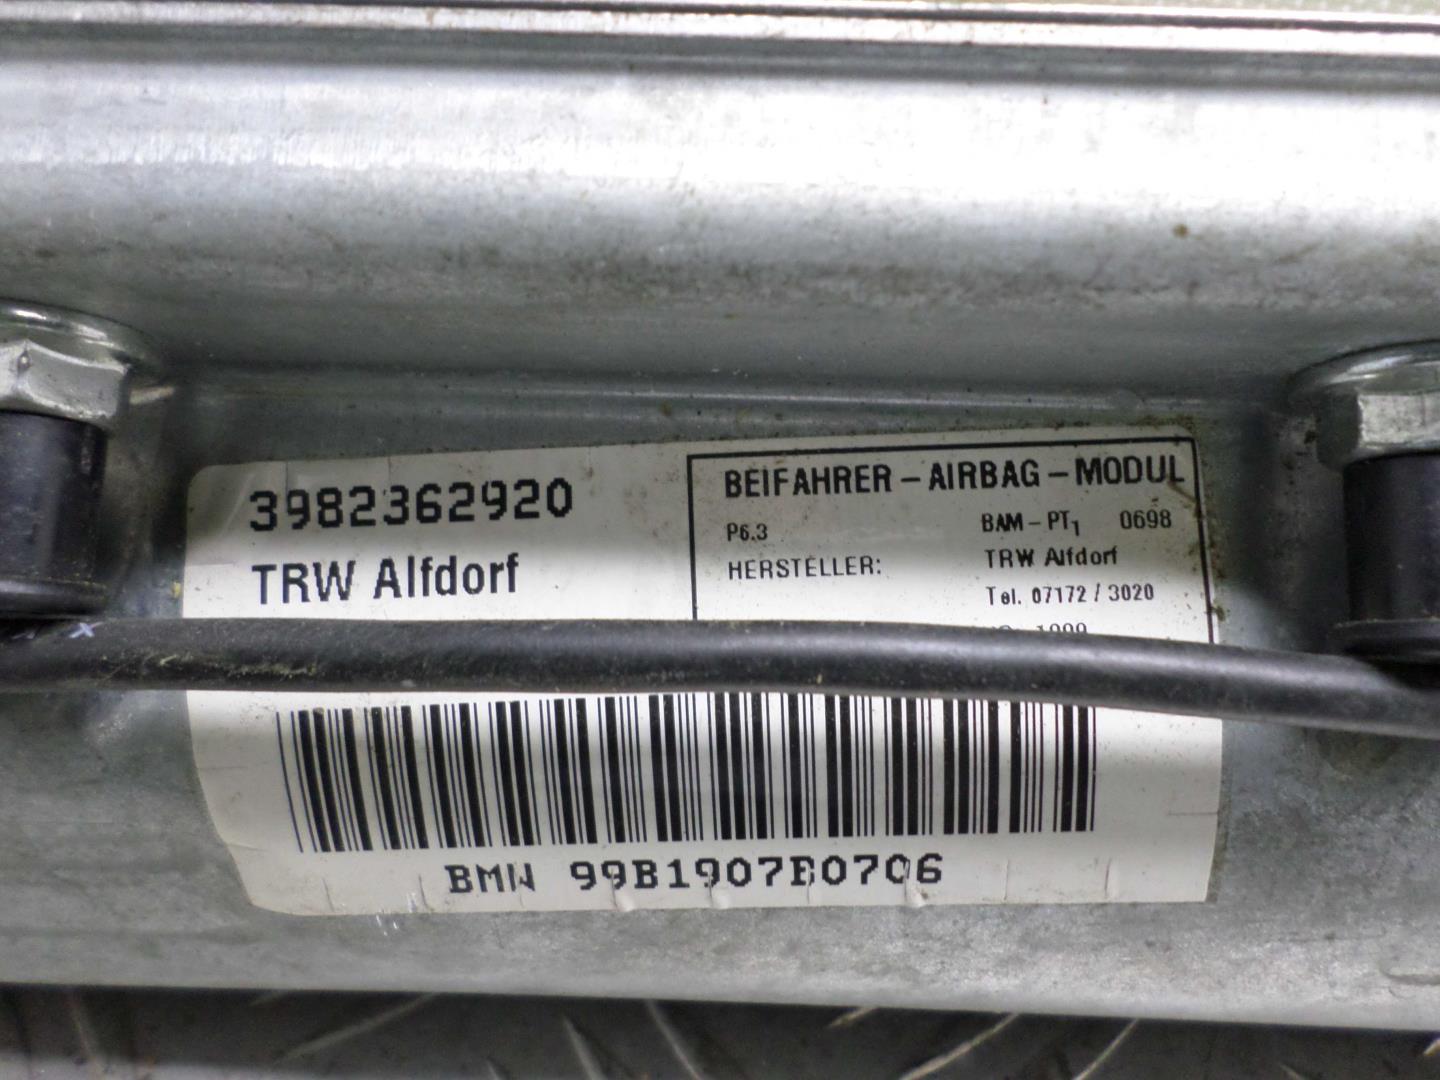 3982362920
TRW Alfdorf
BEIFAHRER - AIRBAG - MODUL
P6.3 BAM - PT1 0698
HERSTELLER: TRW Alfdorf
Tel. 07172 / 3020
BMW 99B1907B0706